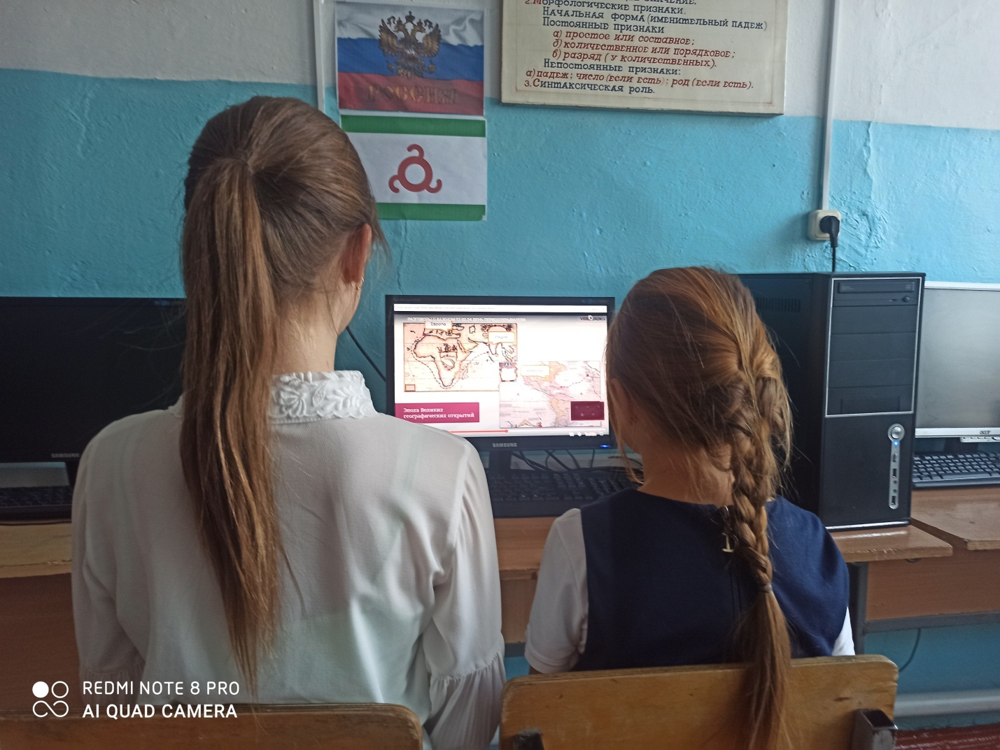 РОССИЯ
2. МОРФОЛОГИЧЕСКИЕ ПРИЗНАКИ.
НАЧАЛЬНАЯ ФОРМА (ИМЕНИТЕЛЬНЫЙ ПАДЕЖ)
ПОСТОЯННЫЕ ПРИЗНАКИ
а) ПРОСТОЕ ИЛИ СОСТАВНОЕ;
б) КОЛИЧЕСТВЕННОЕ ИЛИ ПОРЯДКОВОЕ;
в) РАЗРЯД (У КОЛИЧЕСТВЕННЫХ).
НЕПОСТОЯННЫЕ ПРИЗНАКИ:
а) ПАДЕЖ; ЧИСЛО (ЕСЛИ ЕСТЬ); РОД (ЕСЛИ ЕСТЬ).
3. СИНТАКСИЧЕСКАЯ РОЛЬ.
Европа
Эпоха Великих
географических открытий
SAMSUNG
SAMSUNG
acer
REDMI NOTE 8 PRO
AI QUAD CAMERA